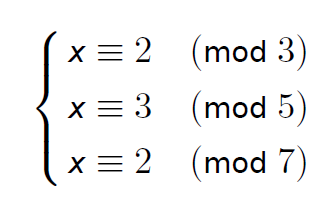 x ≡ 2 (mod 3)
x ≡ 3 (mod 5)
x ≡ 2 (mod 7)